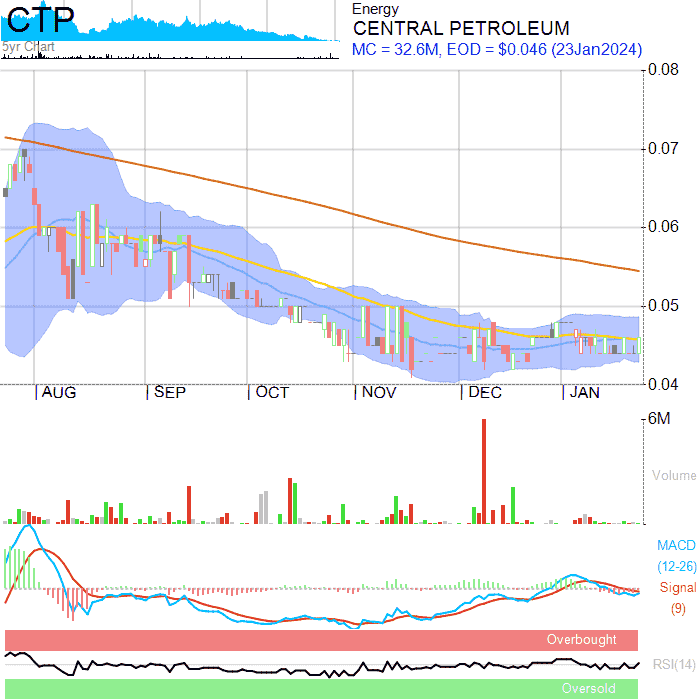 CTP
5yr Chart
Energy
CENTRAL PETROLEUM
MC = 32.6M, EOD = $0.046 (23Jan2024)
0.08
0.07
0.06
0.05
0.04
AUG SEP OCT NOV DEC JAN
6M
Volume
MACD
(12-26)
Signal
(9)
Overbought
RSI(14)
Oversold